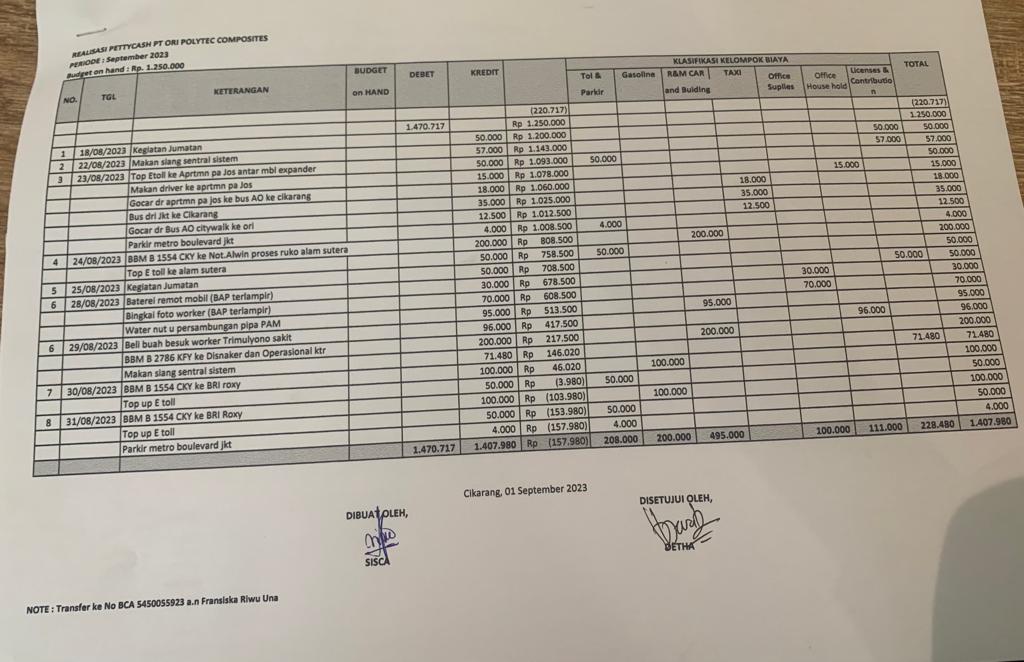 REALISASI PETTYCASH PT ORI POLYTEC COMPOSITES
PERIODE : September 2023
Budget on hand : Rp. 1.250.000
NO. TGL KETERANGAN BUDGET on HAND DEBET KREDIT KLASIFIKASI KELOMPOK BIAYA TOTAL
Tol & Parkir Gasoline R&M CAR and Buiding TAXI Office Suplies Office House hold Licenses & Contributio n
(220.717) (220.717)
1.470.717 Rp 1.250.000 1.250.000
1 18/08/2023 Kegiatan Jumatan 50.000 Rp 1.200.000 50.000 50.000
2 22/08/2023 Makan siang sentral sistem 57.000 Rp 1.143.000 57.000 57.000
3 23/08/2023 Top Etoll ke Aprtmn pa Jos antar mbl expander 50.000 Rp 1.093.000 50.000 50.000
Makan driver ke aprtmn pa Jos 15.000 Rp 1.078.000 15.000 15.000
Gocar dr aprtmn pa jos ke bus AO ke cikarang 18.000 Rp 1.060.000 18.000 18.000
Bus dri Jkt ke Cikarang 35.000 Rp 1.025.000 35.000 35.000
Gocar dr Bus AO citywalk ke ori 12.500 Rp 1.012.500 12.500 12.500
Parkir metro boulevard jkt 4.000 Rp 1.008.500 4.000 4.000
4 24/08/2023 BBM B 1554 CKY ke Not.Alwin proses ruko alam sutera 200.000 Rp 808.500 200.000 200.000
Top E toll ke alam sutera 50.000 Rp 758.500 50.000 50.000
5 25/08/2023 Kegiatan Jumatan 50.000 Rp 708.500 50.000 50.000
6 28/08/2023 Baterei remot mobil (BAP terlampir) 30.000 Rp 678.500 30.000 30.000
Bingkai foto worker (BAP terlampir) 70.000 Rp 608.500 70.000 70.000
Water nut u persambungan pipa PAM 95.000 Rp 513.500 95.000 95.000
6 29/08/2023 Beli buah besuk worker Trimulyono sakit 96.000 Rp 417.500 96.000 96.000
BBM B 2786 KFY ke Disnaker dan Operasional ktr 200.000 Rp 217.500 200.000 200.000
Makan siang sentral sistem 71.480 Rp 146.020 71.480 71.480
7 30/08/2023 BBM B 1554 CKY ke BRI roxy 100.000 Rp 46.020 100.000 100.000
Top up E toll 50.000 Rp (3.980) 50.000 50.000
8 31/08/2023 BBM B 1554 CKY ke BRI Roxy 100.000 Rp (103.980) 100.000 100.000
Top up E toll 50.000 Rp (153.980) 50.000 50.000
Parkir metro boulevard jkt 4.000 Rp (157.980) 4.000 4.000
1.470.717 1.407.980 Rp (157.980) 208.000 200.000 495.000 100.000 111.000 228.480 1.407.980
Cikarang, 01 September 2023
DIBUAT OLEH, DISETUJUI OLEH,
SISCA DETHA
NOTE : Transfer ke No BCA 5450055923 a.n Fransiska Riwu Una